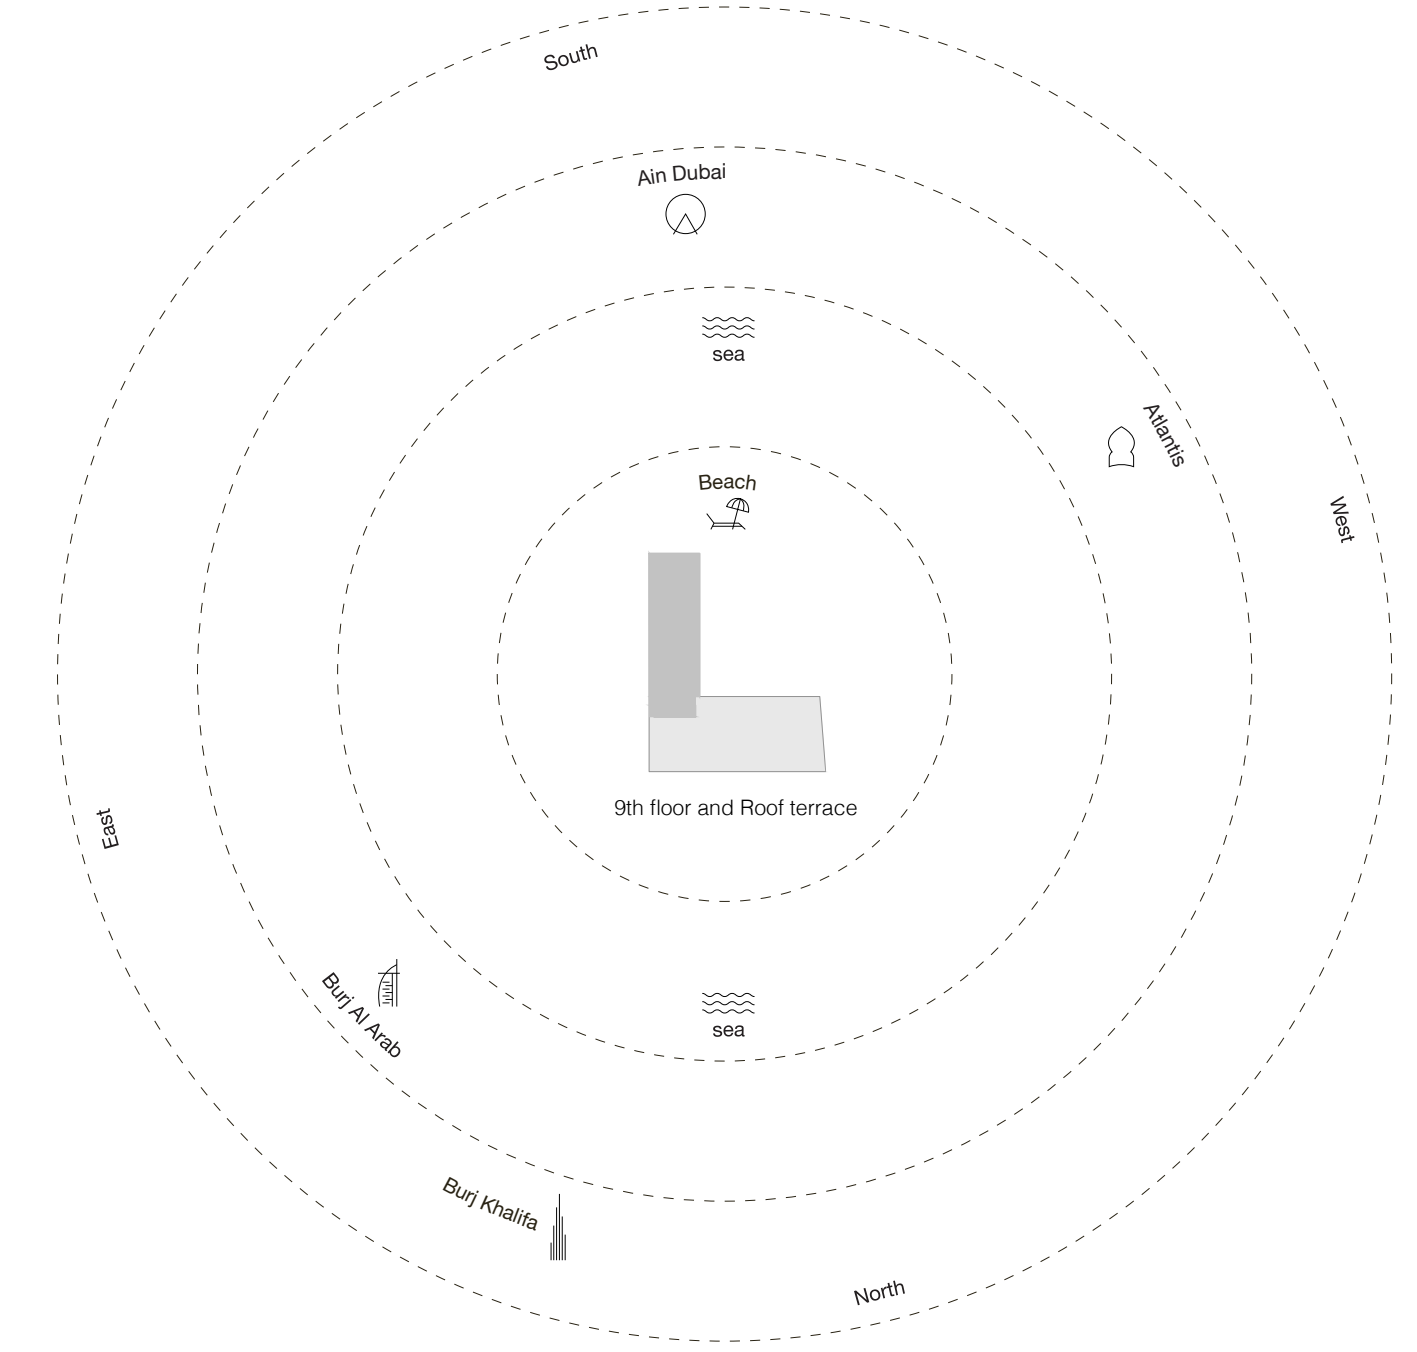 South
Ain Dubai
sea
Atlantis
Beach
West
9th floor and Roof terrace
East
Burj Al Arab
sea
Burj Khalifa
North